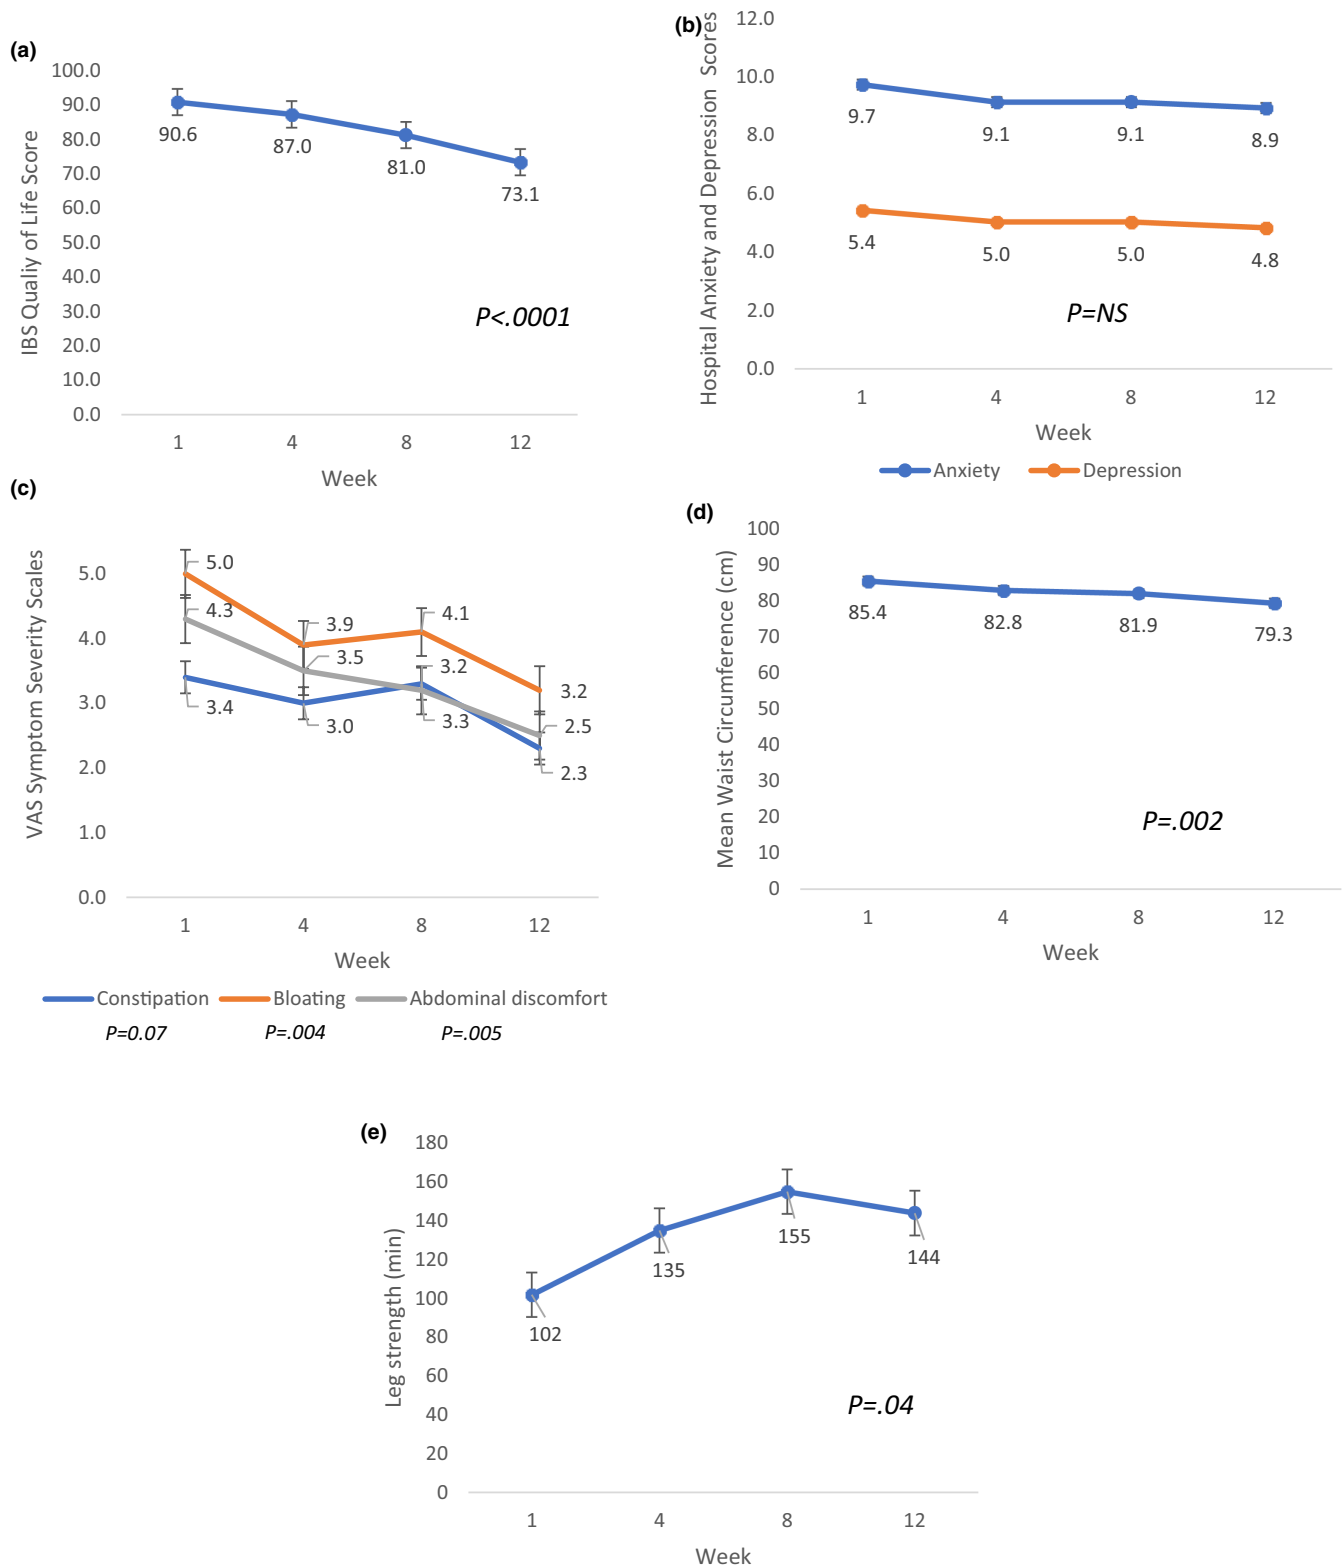 (a)
IBS Qualiy of Life Score
100.0
90.0
80.0
70.0
60.0
50.0
40.0
30.0
20.0
10.0
0.0
90.6
87.0
81.0
73.1
P<.0001
1 4 8 12
Week
(b)
Hospital Anxiety and Depression Scores
12.0
10.0
8.0
6.0
4.0
2.0
0.0
9.7
9.1
9.1
8.9
5.4
5.0
5.0
4.8
P=NS
1 4 8 12
Week
Anxiety Depression
(c)
VAS Symptom Severity Scales
5.0
4.0
3.0
2.0
1.0
0.0
5.0
4.3
3.4
3.9
3.5
3.0
4.1
3.2
3.3
3.2
2.5
2.3
1 4 8 12
Week
Constipation Bloating Abdominal discomfort
P=0.07 P=.004 P=.005
(d)
Mean Waist Circumference (cm)
100
90
80
70
60
50
40
30
20
10
0
85.4
82.8
81.9
79.3
P=.002
1 4 8 12
Week
(e)
Leg strength (min)
180
160
140
120
100
80
60
40
20
0
102
135
155
144
P=.04
1 4 8 12
Week